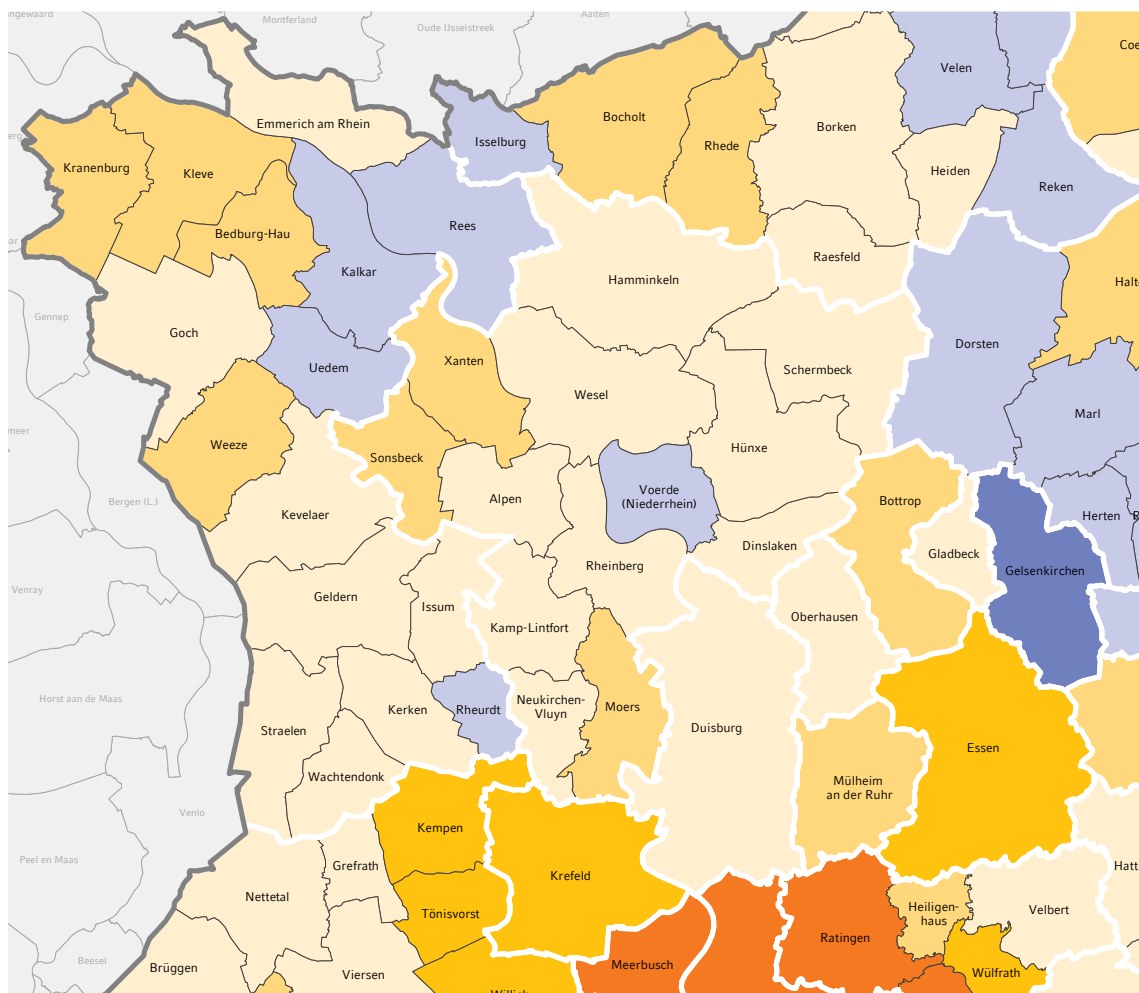 Montferland
Aalten
Oude IJsselstreek
Coe
Velen
Bocholt
Emmerich am Rhein
Borken
Isselburg
Rhede
Kranenburg
Kleve
Heiden
Reken
Rees
Bedburg-Hau
Raesfeld
Kalkar
Hamminkeln
Halte
Gennep
Goch
Dorsten
Xanten
Uedem
Schermbeck
Wesel
Marl
meer
Weeze
Hünxe
Sonsbeck
Voerde
(Niederrhein)
Alpen
Bergen (L.)
Bottrop
Kevelaer
Herten
R
Dinslaken
Gladbeck
Rheinberg
Gelsenkirchen
Venray
Geldern
Issum
Oberhausen
Kamp-Lintfort
Horst aan de Maas
Neukirchen-
Vluyn
Kerken
Rheurdt
Moers
Straelen
Duisburg
Essen
Wachtendonk
Mülheim
an der Ruhr
Venlo
Kempen
Peel en Maas
Grefrath
Hatt
Krefeld
Nettetal
Tönisvorst
Heiligen-
haus
Velbert
Ratingen
Beesel
Brüggen
Viersen
Meerbusch
Wülfrath
Willich